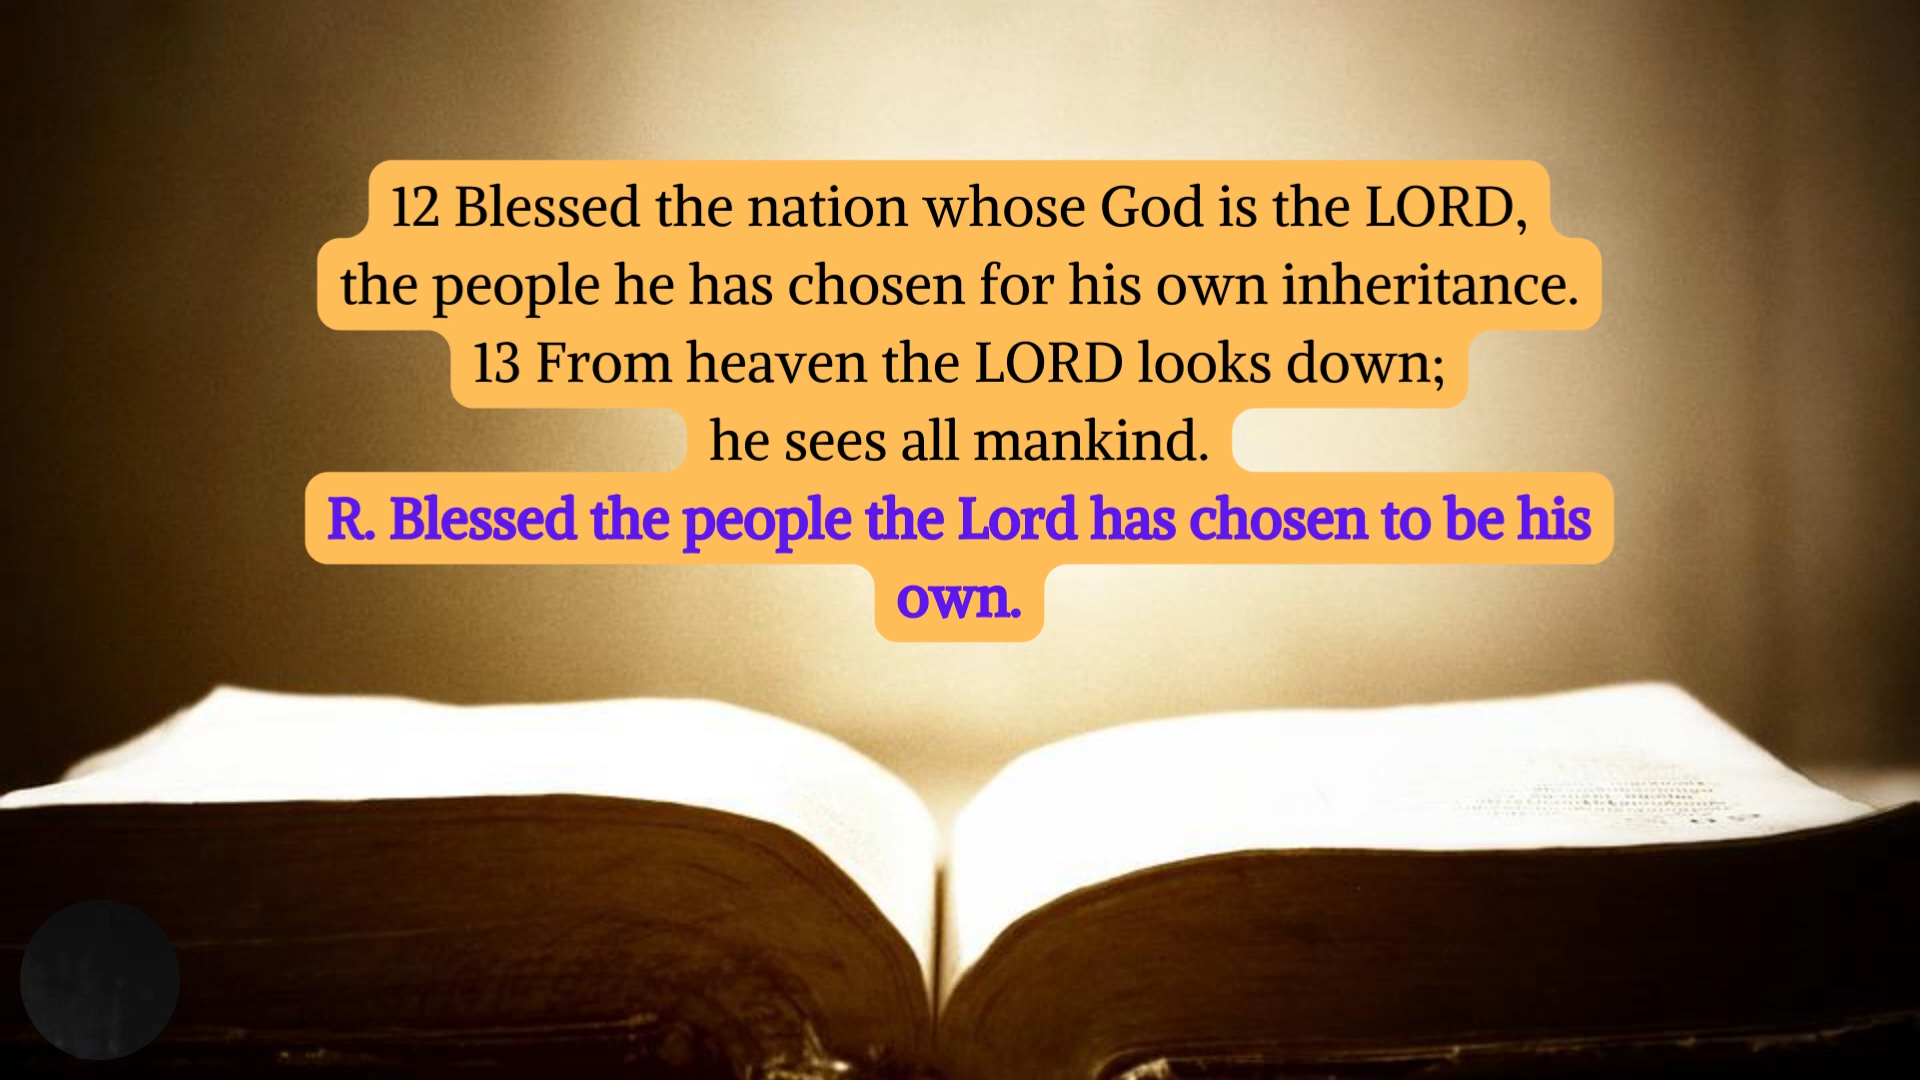 12 Blessed the nation whose God is the LORD,
the people he has chosen for his own inheritance.
13 From heaven the LORD looks down;
he sees all mankind.
R. Blessed the people the Lord has chosen to be his
own.